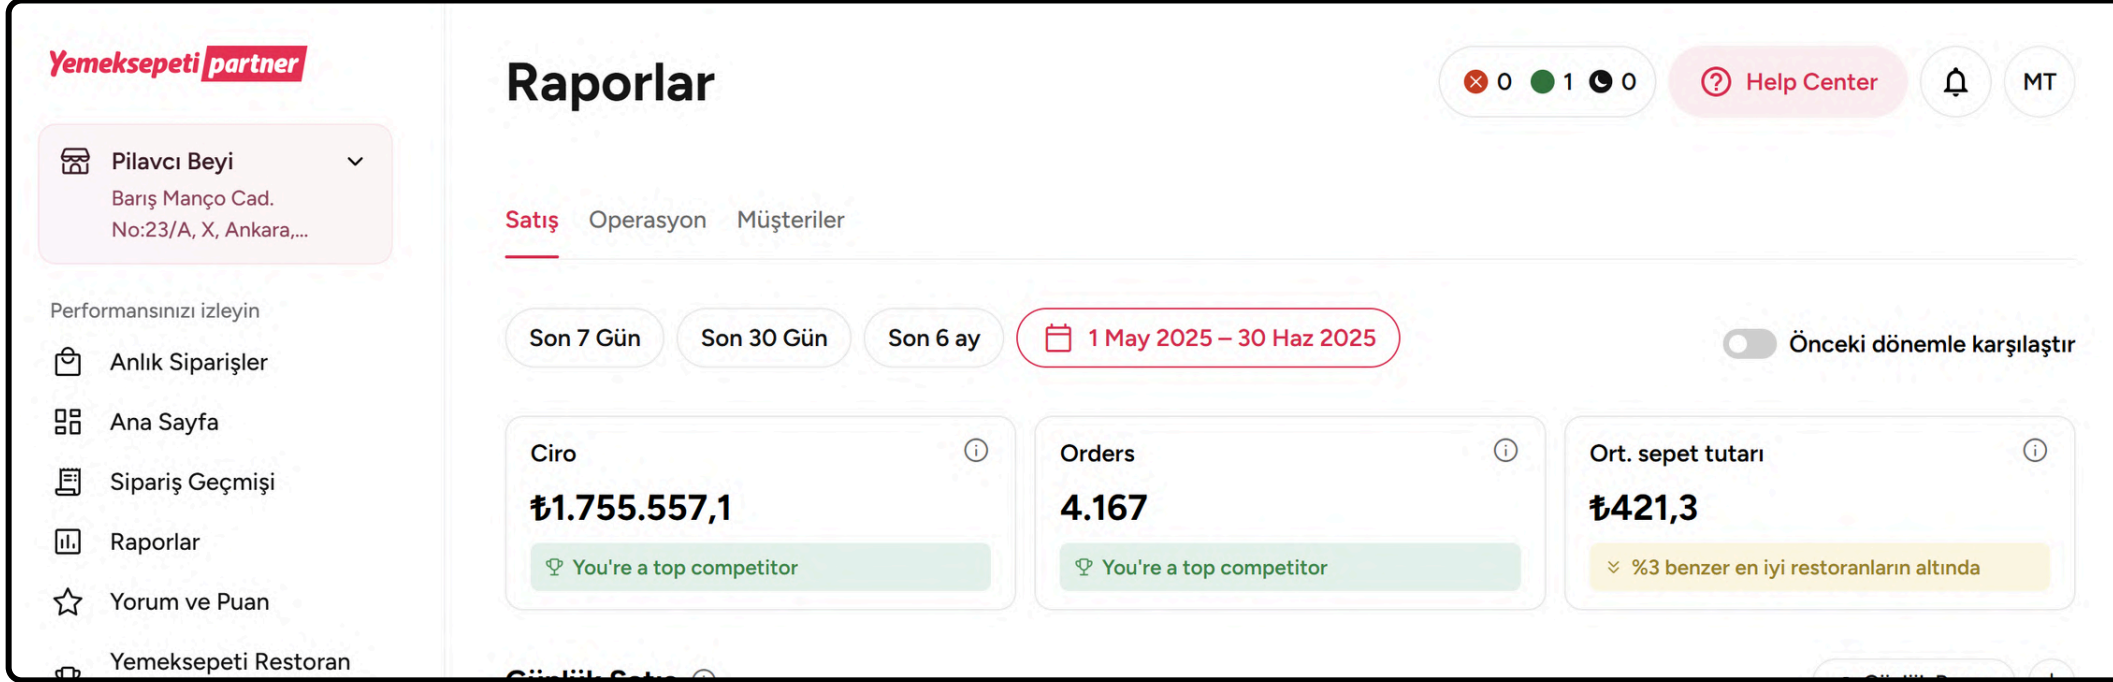 Yemeksepeti partner
Pilavcı Beyi
Barış Manço Cad.
No:23/A, X, Ankara,...
Performansınızı izleyin
Anlık Siparişler
Ana Sayfa
Sipariş Geçmişi
Raporlar
Yorum ve Puan
Yemeksepeti Restoran
Raporlar
0 1 0
Help Center
MT
Satış Operasyon Müşteriler
Son 7 Gün Son 30 Gün Son 6 ay 1 May 2025 – 30 Haz 2025
Önceki dönemle karşılaştır
Ciro
₺1.755.557,1
You're a top competitor
Orders
4.167
You're a top competitor
Ort. sepet tutarı
₺421,3
%3 benzer en iyi restoranların altında
Günlük Satış